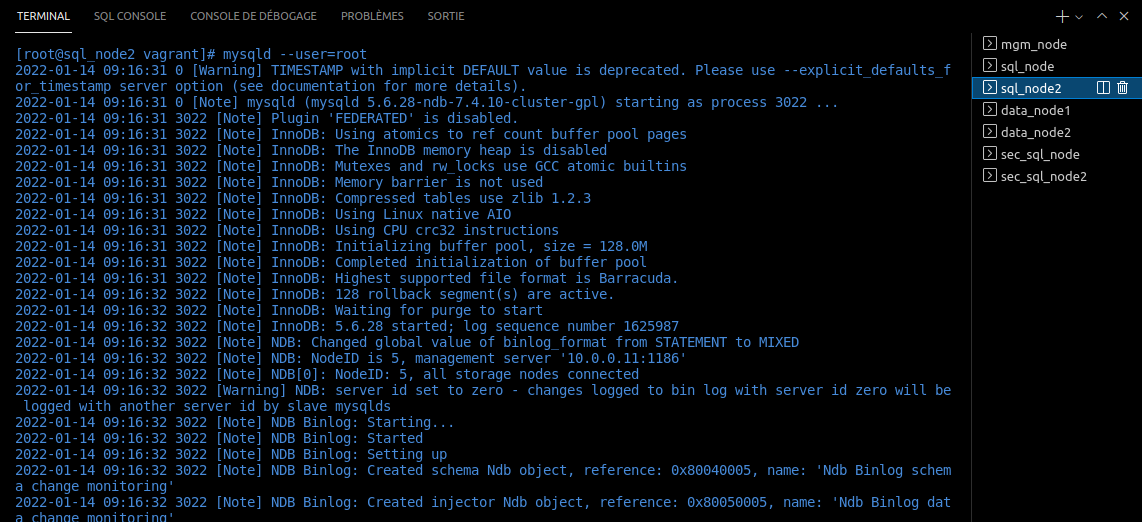 TERMINAL SQL CONSOLE CONSOLE DE DÉBOGAGE PROBLÈMES SORTIE
[root@sql_node2 vagrant]# mysqld --user=root
2022-01-14 09:16:31 0 [Warning] TIMESTAMP with implicit DEFAULT value is deprecated. Please use --explicit_defaults_f
or_timestamp server option (see documentation for more details).
2022-01-14 09:16:31 0 [Note] mysqld (mysqld 5.6.28-ndb-7.4.10-cluster-gpl) starting as process 3022 ...
2022-01-14 09:16:31 3022 [Note] Plugin 'FEDERATED' is disabled.
2022-01-14 09:16:31 3022 [Note] InnoDB: Using atomics to ref count buffer pool pages
2022-01-14 09:16:31 3022 [Note] InnoDB: The InnoDB memory heap is disabled
2022-01-14 09:16:31 3022 [Note] InnoDB: Mutexes and rw_locks use GCC atomic builtins
2022-01-14 09:16:31 3022 [Note] InnoDB: Memory barrier is not used
2022-01-14 09:16:31 3022 [Note] InnoDB: Compressed tables use zlib 1.2.3
2022-01-14 09:16:31 3022 [Note] InnoDB: Using Linux native AIO
2022-01-14 09:16:31 3022 [Note] InnoDB: Using CPU crc32 instructions
2022-01-14 09:16:31 3022 [Note] InnoDB: Initializing buffer pool, size = 128.0M
2022-01-14 09:16:31 3022 [Note] InnoDB: Completed initialization of buffer pool
2022-01-14 09:16:31 3022 [Note] InnoDB: Highest supported file format is Barracuda.
2022-01-14 09:16:32 3022 [Note] InnoDB: 128 rollback segment(s) are active.
2022-01-14 09:16:32 3022 [Note] InnoDB: Waiting for purge to start
2022-01-14 09:16:32 3022 [Note] InnoDB: 5.6.28 started; log sequence number 1625987
2022-01-14 09:16:32 3022 [Note] NDB: Changed global value of binlog_format from STATEMENT to MIXED
2022-01-14 09:16:32 3022 [Note] NDB: NodeID is 5, management server '10.0.0.11:1186'
2022-01-14 09:16:32 3022 [Note] NDB[0]: NodeID: 5, all storage nodes connected
2022-01-14 09:16:32 3022 [Warning] NDB: server id set to zero - changes logged to bin log with server id zero will be
logged with another server id by slave mysqlds
2022-01-14 09:16:32 3022 [Note] NDB Binlog: Starting...
2022-01-14 09:16:32 3022 [Note] NDB Binlog: Started
2022-01-14 09:16:32 3022 [Note] NDB Binlog: Setting up
2022-01-14 09:16:32 3022 [Note] NDB Binlog: Created schema Ndb object, reference: 0x80040005, name: 'Ndb Binlog schem
a change monitoring'
2022-01-14 09:16:32 3022 [Note] NDB Binlog: Created injector Ndb object, reference: 0x80050005, name: 'Ndb Binlog dat
a change monitoring'
mgm_node
sql_node
sql_node2
data_node1
data_node2
sec_sql_node
sec_sql_node2